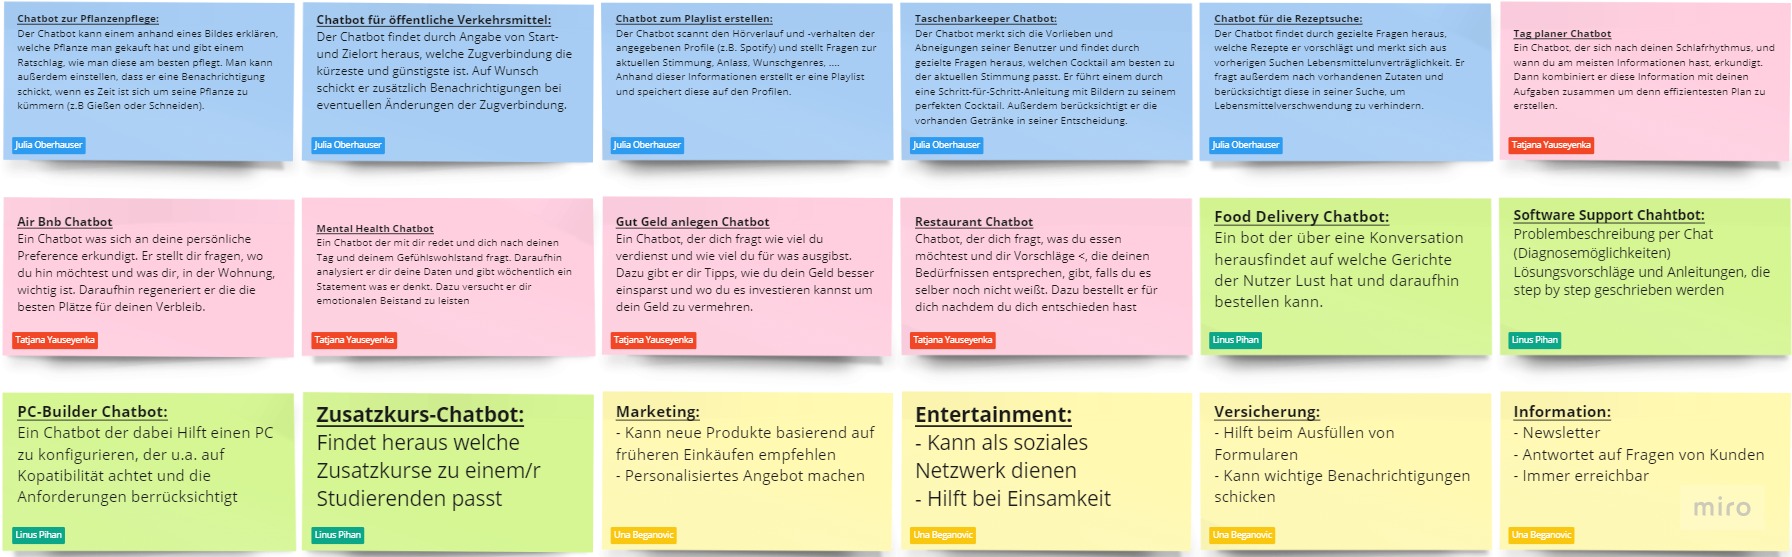 Chatbot zur Pflanzenpflege:
Der Chatbot kann einem anhand eines Bildes erklären,
welche Pflanze man gekauft hat und gibt einem
Ratschlag, wie man diese am besten pflegt. Man kann
außerdem einstellen, dass er eine Benachrichtigung
schickt, wenn es Zeit ist sich um seine Pflanze zu
kümmern (z.B Gießen oder Schneiden).
Julia Oberhauser
Chatbot für öffentliche Verkehrsmittel:
Der Chatbot findet durch Angabe von Start-
und Zielort heraus, welche Zugverbindung die
kürzeste und günstigste ist. Auf Wunsch
schickt er zusätzlich Benachrichtigungen bei
eventuellen Änderungen der Zugverbindung.
Julia Oberhauser
Chatbot zum Playlist erstellen:
Der Chatbot scannt den Hörverlauf und -verhalten der
angegebenen Profile (z.B. Spotify) und stellt Fragen zur
aktuellen Stimmung, Anlass, Wunschgenres, ....
Anhand dieser Informationen erstellt er eine Playlist
und speichert diese auf den Profilen.
Julia Oberhauser
Taschenbarkeeper Chatbot:
Der Chatbot merkt sich die Vorlieben und
Abneigungen seiner Benutzer und findet durch
gezielte Fragen heraus, welchen Cocktail am besten zu
der aktuellen Stimmung passt. Er führt einem durch
eine Schritt-für-Schritt-Anleitung mit Bildern zu seinem
perfekten Cocktail. Außerdem berücksichtigt er die
vorhanden Getränke in seiner Entscheidung.
Julia Oberhauser
Chatbot für die Rezeptsuche:
Der Chatbot findet durch gezielte Fragen heraus,
welche Rezepte er vorschlägt und merkt sich aus
vorherigen Suchen Lebensmittelunverträglichkeit. Er
fragt außerdem nach vorhandenen Zutaten und
berücksichtigt diese in seiner Suche, um
Lebensmittelverschwendung zu verhindern.
Julia Oberhauser
Tag planer Chatbot
Ein Chatbot, der sich nach deinen Schlafrhythmus, und
wann du am meisten Informationen hast, erkundigt.
Dann kombiniert er diese Information mit deinen
Aufgaben zusammen um denn effizientesten Plan zu
erstellen.
Tatjana Yauseyenka
Air Bnb Chatbot
Ein Chatbot was sich an deine persönliche
Preference erkundigt. Er stellt dir fragen, wo
du hin möchtest und was dir, in der Wohnung,
wichtig ist. Daraufhin regeneriert er die die
besten Plätze für deinen Verbleib.
Tatjana Yauseyenka
Mental Health Chatbot
Ein Chatbot der mit dir redet und dich nach deinen
Tag und deinem Gefühlswohlstand fragt. Daraufhin
analysiert er dir deine Daten und gibt wöchentlich ein
Statement was er denkt. Dazu versucht er dir
emotionalen Beistand zu leisten
Tatjana Yauseyenka
Gut Geld anlegen Chatbot
Ein Chatbot, der dich fragt wie viel du
verdienst und wie viel du für was ausgibst.
Dazu gibt er dir Tipps, wie du dein Geld besser
einsparst und wo du es investieren kannst um
dein Geld zu vermehren.
Tatjana Yauseyenka
Restaurant Chatbot
Chatbot, der dich fragt, was du essen
möchtest und dir Vorschläge <, die deinen
Bedürfnissen entsprechen, gibt, falls du es
selber noch nicht weißt. Dazu bestellt er für
dich nachdem du dich entschieden hast
Tatjana Yauseyenka
Food Delivery Chatbot:
Ein bot der über eine Konversation
herausfindet auf welche Gerichte
der Nutzer Lust hat und daraufhin
bestellen kann.
Linus Pihan
Software Support Chahtbot:
Problembeschreibung per Chat
(Diagnosemöglichkeiten)
Lösungsvorschläge und Anleitungen, die
step by step geschrieben werden
Linus Pihan
PC-Builder Chatbot:
Ein Chatbot der dabei Hilft einen PC
zu konfigurieren, der u.a. auf
Kopatibilität achtet und die
Anforderungen berrücksichtigt
Linus Pihan
Zusatzkurs-Chatbot:
Findet heraus welche
Zusatzkurse zu einem/r
Studierenden passt
Linus Pihan
Marketing:
- Kann neue Produkte basierend auf
früheren Einkäufen empfehlen
- Personalisiertes Angebot machen
Una Beganovic
Entertainment:
- Kann als soziales
Netzwerk dienen
- Hilft bei Einsamkeit
Una Beganovic
Versicherung:
- Hilft beim Ausfüllen von
Formularen
- Kann wichtige Benachrichtigungen
schicken
Una Beganovic
Information:
- Newsletter
- Antwortet auf Fragen von Kunden
- Immer erreichbar
Una Beganovic
miro